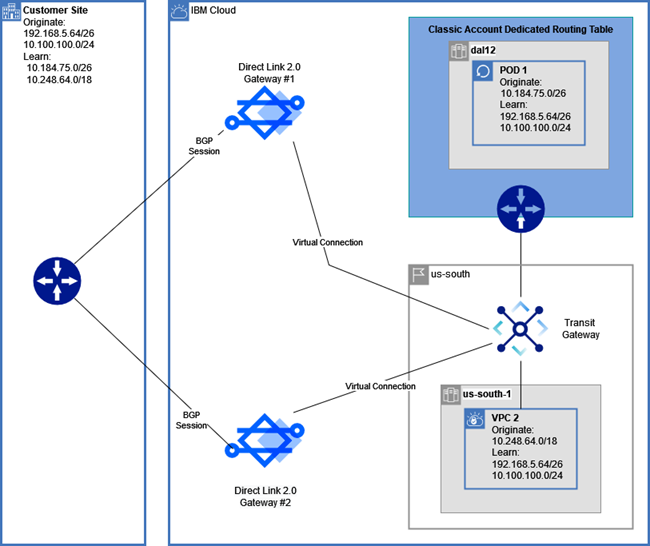 Customer Site
Originate:
192.168.5.64/26
10.100.100.0/24
Learn:
10.184.75.0/26
10.248.64.0/18
IBM Cloud
Direct Link 2.0
Gateway #1
BGP
Session
Virtual Connection
Classic Account Dedicated Routing Table
dal12
POD 1
Originate:
10.184.75.0/26
Learn:
192.168.5.64/26
10.100.100.0/24
us-south
Transit
Gateway
Virtual Connection
BGP
Session
Direct Link 2.0
Gateway #2
us-south-1
VPC 2
Originate:
10.248.64.0/18
Learn:
192.168.5.64/26
10.100.100.0/24